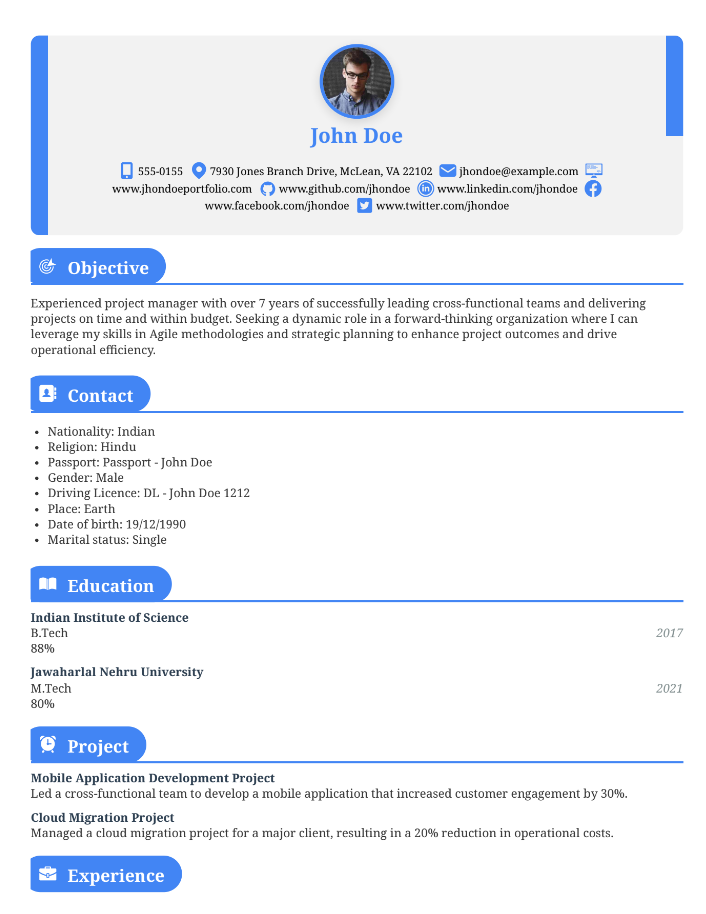 John Doe
555-0155 7930 Jones Branch Drive, McLean, VA 22102 jhondoe@example.com
www.jhondoeportfolio.com www.github.com/jhondoe www.linkedin.com/jhondoe
www.facebook.com/jhondoe www.twitter.com/jhondoe
Objective
Experienced project manager with over 7 years of successfully leading cross-functional teams and delivering
projects on time and within budget. Seeking a dynamic role in a forward-thinking organization where I can
leverage my skills in Agile methodologies and strategic planning to enhance project outcomes and drive
operational efficiency.
Contact
• Nationality: Indian
• Religion: Hindu
• Passport: Passport - John Doe
• Gender: Male
• Driving Licence: DL - John Doe 1212
• Place: Earth
• Date of birth: 19/12/1990
• Marital status: Single
Education
Indian Institute of Science
B.Tech 2017
88%
Jawaharlal Nehru University
M.Tech 2021
80%
Project
Mobile Application Development Project
Led a cross-functional team to develop a mobile application that increased customer engagement by 30%.
Cloud Migration Project
Managed a cloud migration project for a major client, resulting in a 20% reduction in operational costs.
Experience